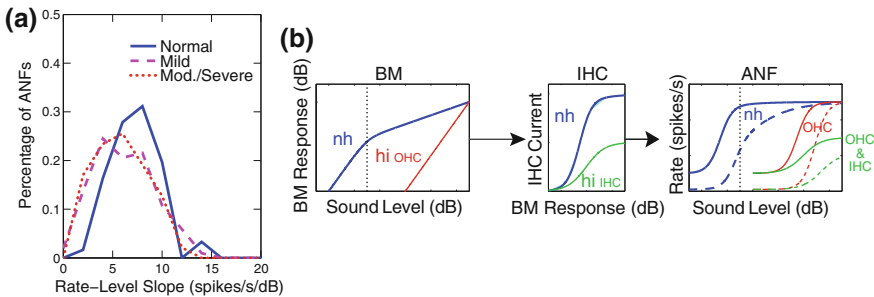 (a)
0.5
0.4
0.3
0.2
0.1
0
Percentage of ANFs
Normal
Mild
Mod./Severe
0 5 10 15 20
Rate-Level Slope (spikes/s/dB)
(b)
BM
BM Response (dB)
nh
hi OHC
Sound Level (dB)
IHC
IHC Current
nh
hi IHC
BM Response (dB)
ANF
Rate (spikes/s)
nh
OHC
OHC
&
IHC
Sound Level (dB)